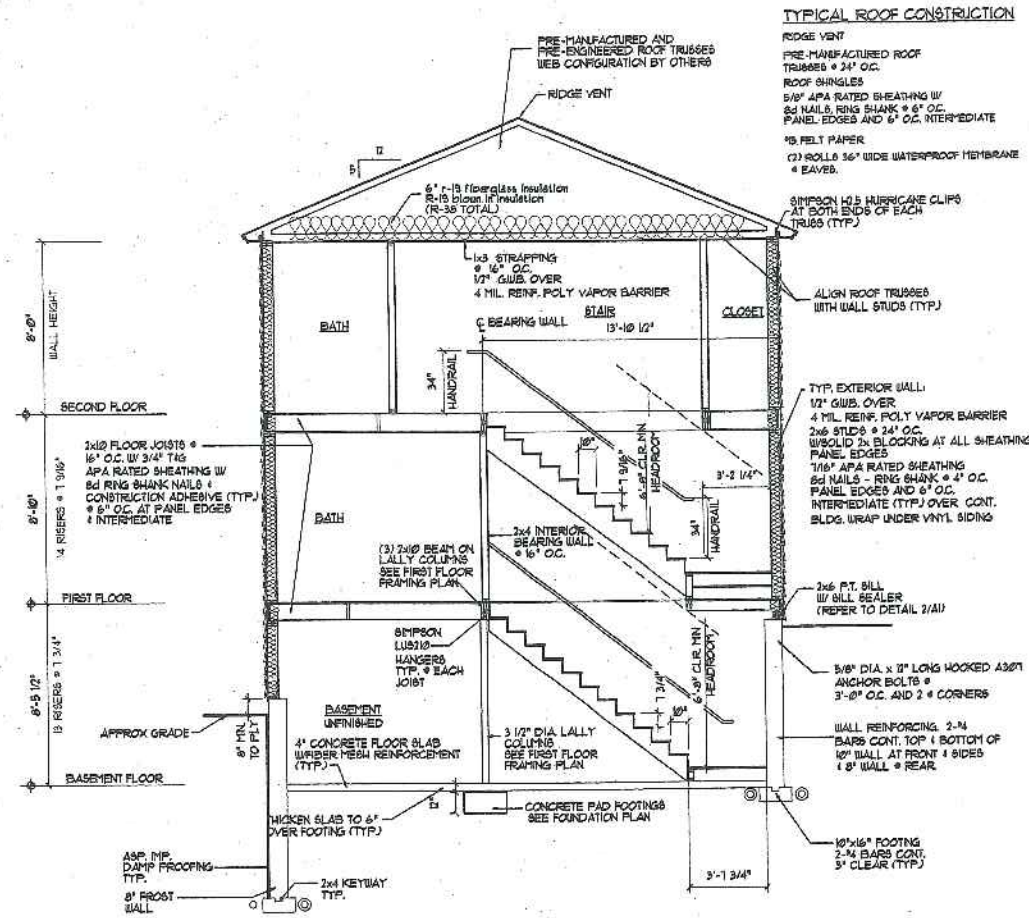 TYPICAL ROOF CONSTRUCTION
RIDGE VENT
PRE-MANUFACTURED ROOF
TRUSSES @ 24" O.C.
ROOF SHINGLES
5/8" APA RATED SHEATHING W/
8d NAILS, RING SHANK @ 6" O.C.
PANEL EDGES AND 6" O.C. INTERMEDIATE
#15 FELT PAPER
(2) ROLLS 36" WIDE WATERPROOF MEMBRANE
@ EAVES.
SIMPSON H2.5 HURRICANE CLIPS
AT BOTH ENDS OF EACH
TRUSS (TYP.)
ALIGN ROOF TRUSSES
WITH WALL STUDS (TYP.)
PRE-MANUFACTURED AND
PRE-ENGINEERED ROOF TRUSSES
WEB CONFIGURATION BY OTHERS
RIDGE VENT
12
5
6" r-19 fiberglass insulation
R-19 blown in insulation
(R-38 TOTAL)
1x3 STRAPPING
@ 16" O.C.
1/2" G.W.B. OVER
4 MIL. REINF. POLY VAPOR BARRIER
BATH
STAIR
CLOSET
℄ BEARING WALL
13'-10 1/2"
8'-0"
WALL HEIGHT
34"
HANDRAIL
SECOND FLOOR
2x10 FLOOR JOISTS @
16" O.C. W/ 3/4" T&G
APA RATED SHEATHING W/
8d RING SHANK NAILS &
CONSTRUCTION ADHESIVE (TYP.)
@ 6" O.C. AT PANEL EDGES
& INTERMEDIATE
8'-10"
14 RISERS @ 7 9/16"
BATH
10"
7 9/16"
6'-8" CLR. MIN.
HEADROOM
3'-2 1/4"
34"
HANDRAIL
2x4 INTERIOR
BEARING WALL
@ 16" O.C.
(3) 2x10 BEAM ON
LALLY COLUMNS
SEE FIRST FLOOR
FRAMING PLAN
TYP. EXTERIOR WALL:
1/2" G.W.B. OVER
4 MIL. REINF. POLY VAPOR BARRIER
2x6 STUDS @ 24" O.C.
W/SOLID 2x BLOCKING AT ALL SHEATHING
PANEL EDGES
7/16" APA RATED SHEATHING
8d NAILS - RING SHANK @ 4" O.C.
PANEL EDGES AND 6" O.C.
INTERMEDIATE (TYP.) OVER CONT.
BLDG. WRAP UNDER VINYL SIDING
FIRST FLOOR
2x6 P.T. SILL
W/ SILL SEALER
(REFER TO DETAIL 2/A1)
SIMPSON
LUS210
HANGERS
TYP. @ EACH
JOIST
8'-5 1/2"
13 RISERS @ 7 3/4"
7 3/4"
10"
6'-8" CLR. MIN.
HEADROOM
5/8" DIA. x 12" LONG HOOKED A307
ANCHOR BOLTS @
3'-0" O.C. AND 2 @ CORNERS
APPROX GRADE
8" MIN.
TO PLY
BASEMENT
UNFINISHED
4" CONCRETE FLOOR SLAB
W/FIBER MESH REINFORCEMENT
(TYP.)
3 1/2" DIA. LALLY
COLUMNS
SEE FIRST FLOOR
FRAMING PLAN
WALL REINFORCING, 2-#4
BARS CONT. TOP & BOTTOM OF
10" WALL AT FRONT & SIDES
& 8" WALL @ REAR
BASEMENT FLOOR
THICKEN SLAB TO 6"
OVER FOOTING (TYP.)
12"
CONCRETE PAD FOOTINGS
SEE FOUNDATION PLAN
10"x16" FOOTING
2-#4 BARS CONT.
3" CLEAR (TYP.)
ASP. IMP.
DAMP PROOFING
TYP.
8" FROST
WALL
2x4 KEYWAY
TYP.
3'-7 3/4"